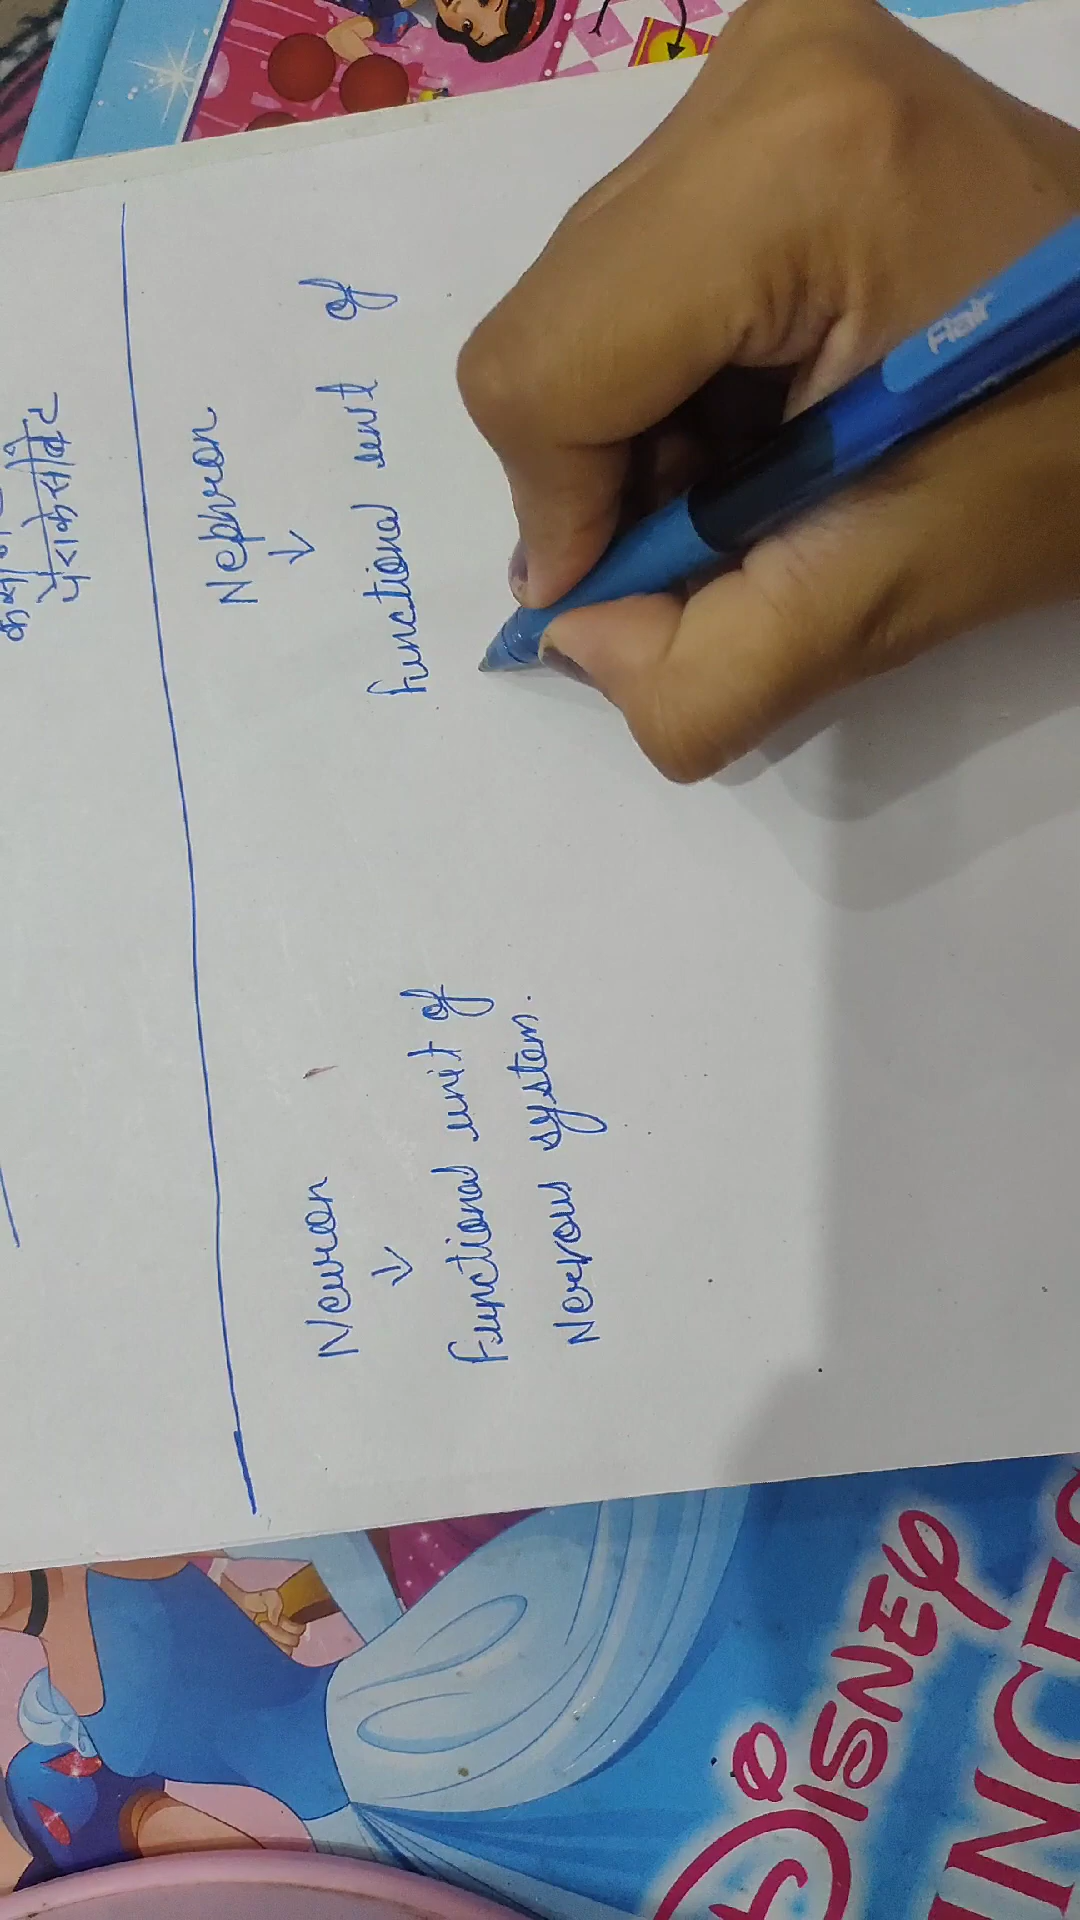 पैराकेसीनेट
Neuron
↓
Functional unit of
Nervous system.
Nephron
↓
functional unit of
Flair
DISNEY